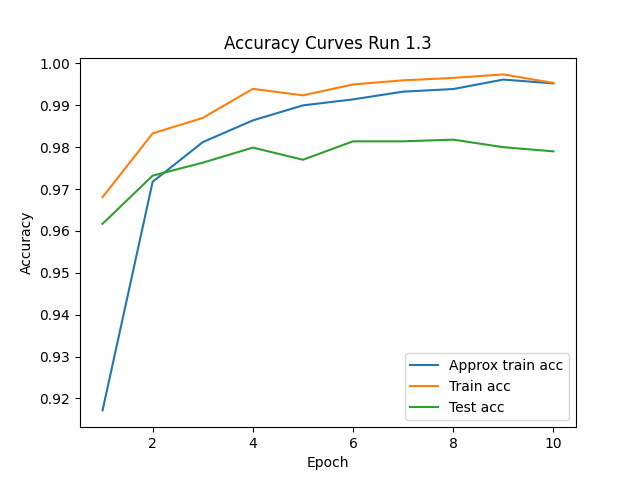 Accuracy Curves Run 1.3
Accuracy
1.00
0.99
0.98
0.97
0.96
0.95
0.94
0.93
0.92
Approx train acc
Train acc
Test acc
2 4 6 8 10
Epoch